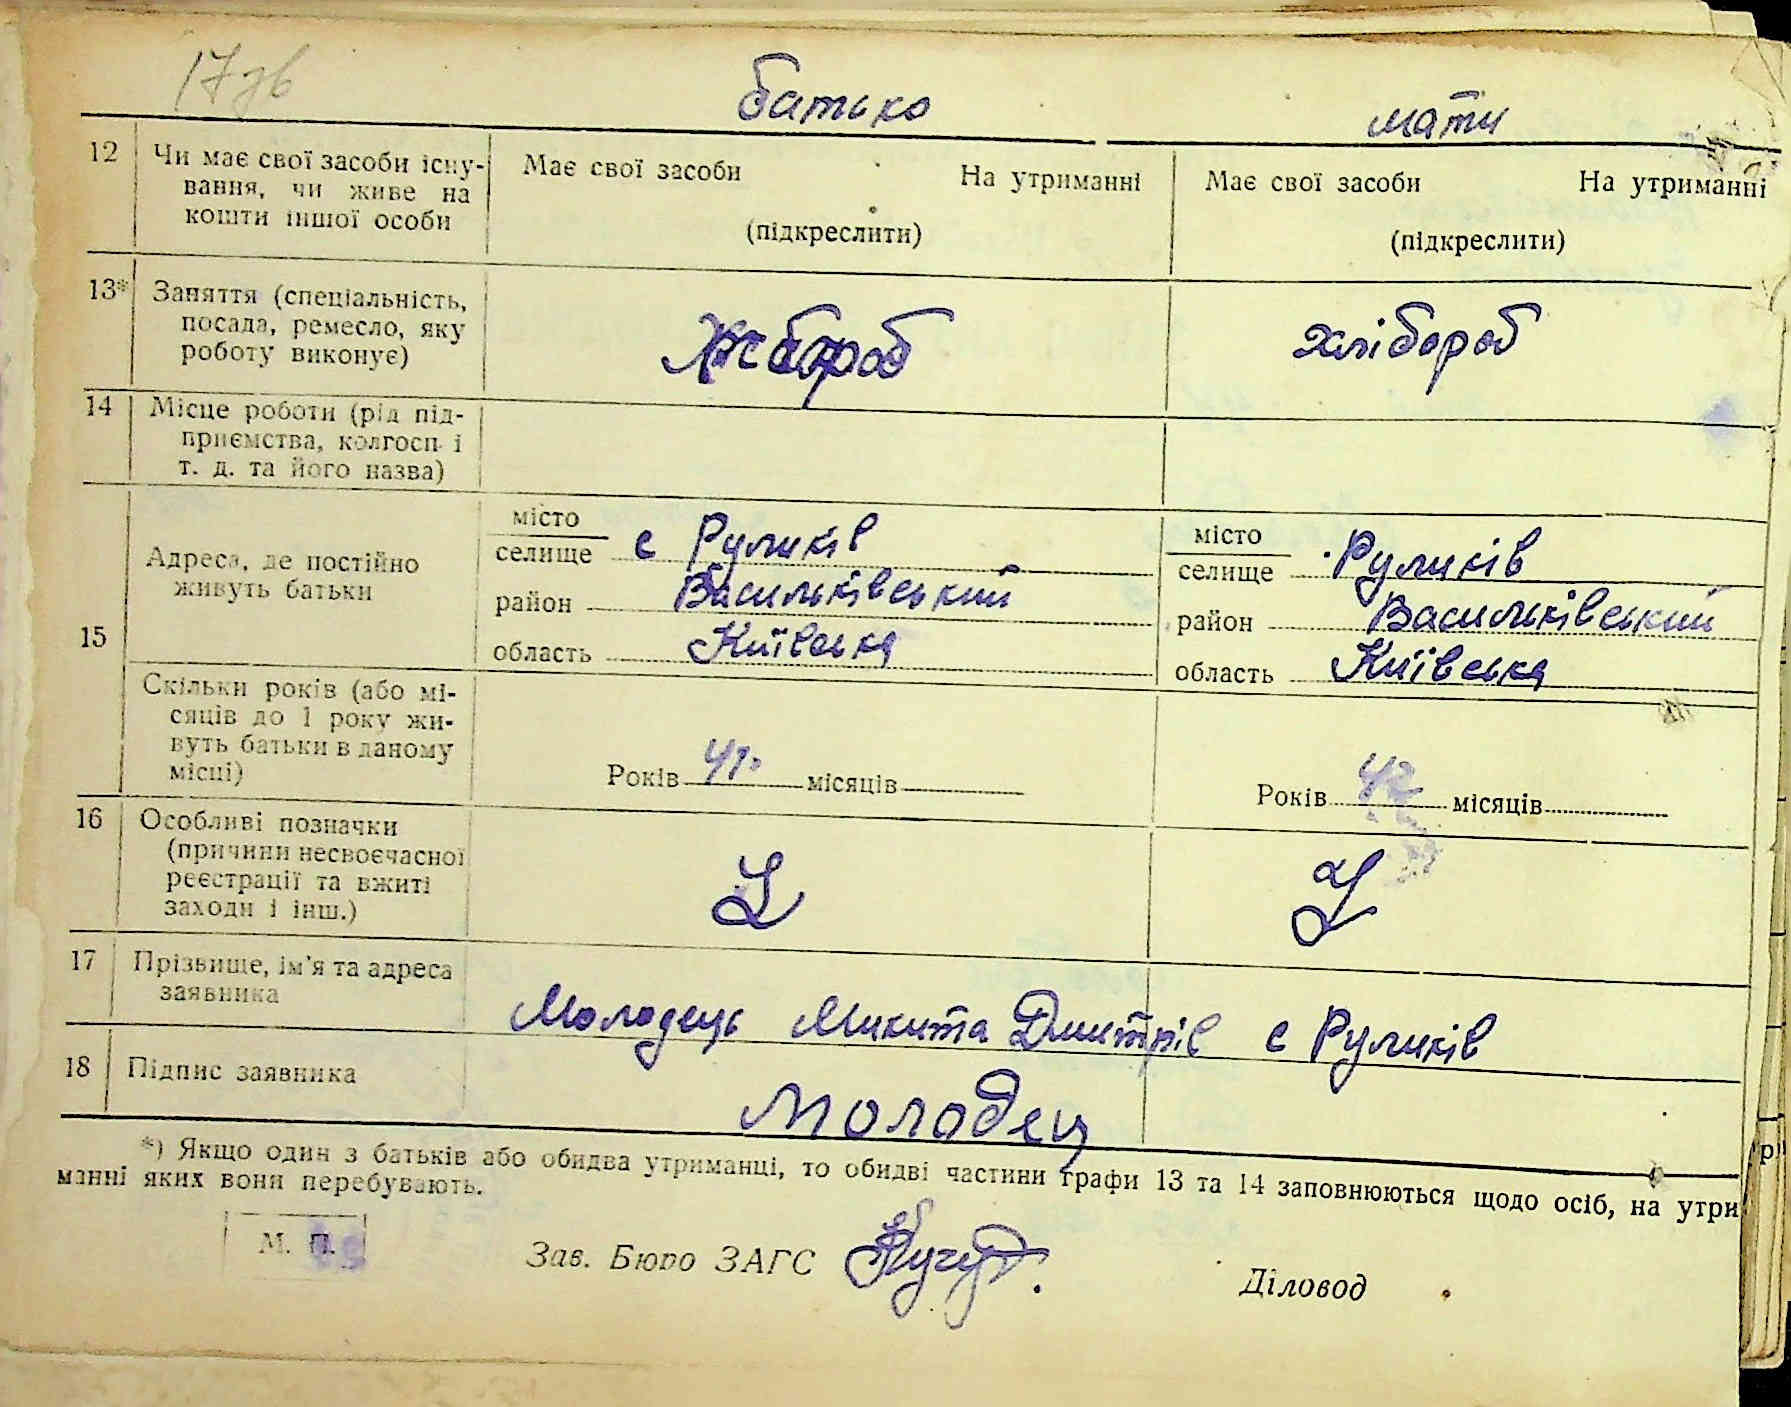 17 зв
батько мати
12 Чи має свої засоби існу- Має свої засоби На утриманні Має свої засоби На утриманні
вання, чи живе на
кошти іншої особи (підкреслити) (підкреслити)
13* Заняття (спеціальність,
посада, ремесло, яку хлібороб хлібороб
роботу виконує)
14 Місце роботи (рід під-
приємства, колгосп і
т. д. та його назва)
15 Адреса, де постійно
живуть батьки
місто
селище с Руликів
район Васильківський
область Київська
місто
селище Руликів
район Васильківський
область Київська
Скільки років (або мі-
сяців до 1 року жи-
вуть батьки в даному
місці)
Років 41 місяців Років 42 місяців
16 Особливі позначки
(причини несвоєчасної
реєстрації та вжиті
заходи і інш.)
17 Прізвище, ім'я та адреса
заявника
Молодець Микита Дмитрів с Руликів
18 Підпис заявника
Молодец
*) Якщо один з батьків або обидва утриманці, то обидві частини графи 13 та 14 заповнюються щодо осіб, на утри
манні яких вони перебувають.
М. П. Зав. Бюро ЗАГС Діловод